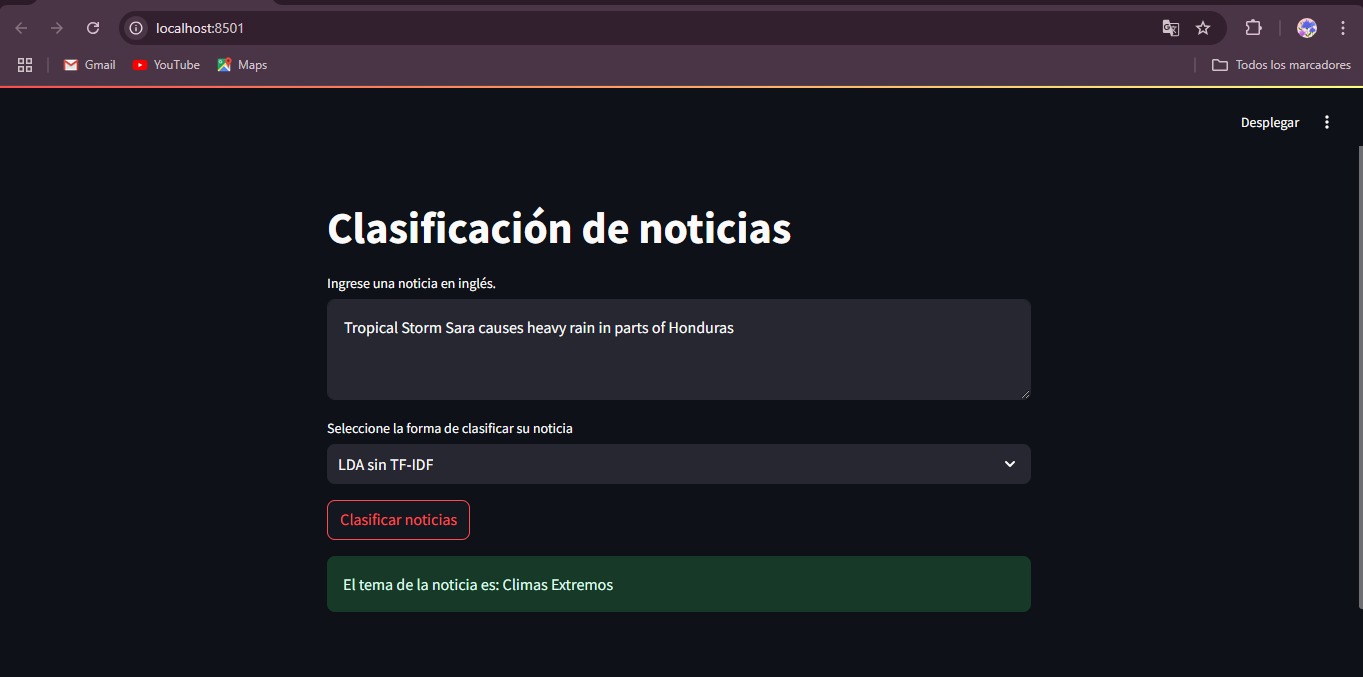 localhost:8501
Gmail YouTube Maps Todos los marcadores
Desplegar
Clasificación de noticias
Ingrese una noticia en inglés.
Tropical Storm Sara causes heavy rain in parts of Honduras
Seleccione la forma de clasificar su noticia
LDA sin TF-IDF
Clasificar noticias
El tema de la noticia es: Climas Extremos